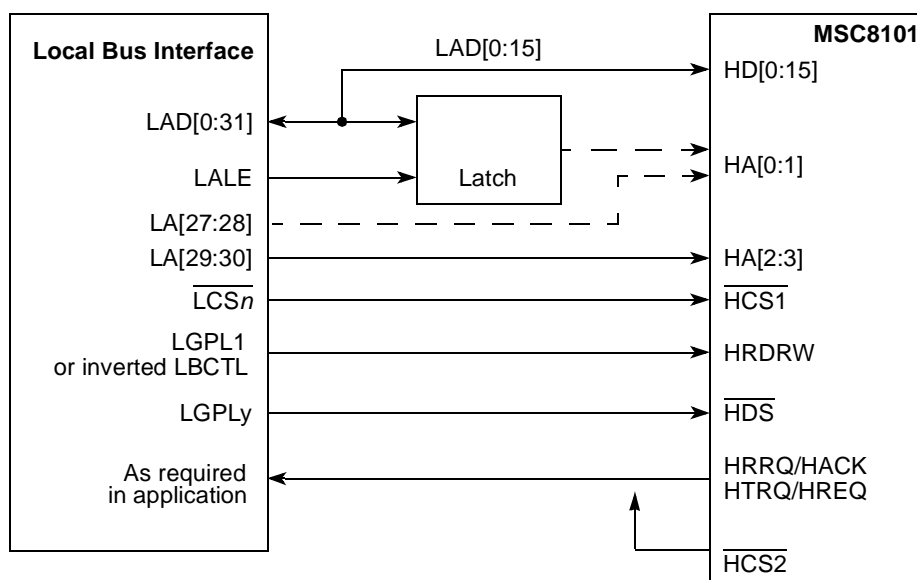 Local Bus Interface
LAD[0:15]
MSC8101
HD[0:15]
LAD[0:31]
HA[0:1]
LALE
Latch
LA[27:28]
LA[29:30]
HA[2:3]
LCSn
HCS1
LGPL1
or inverted LBCTL
HRDRW
LGPLy
HDS
As required
in application
HRRQ/HACK
HTRQ/HREQ
HCS2